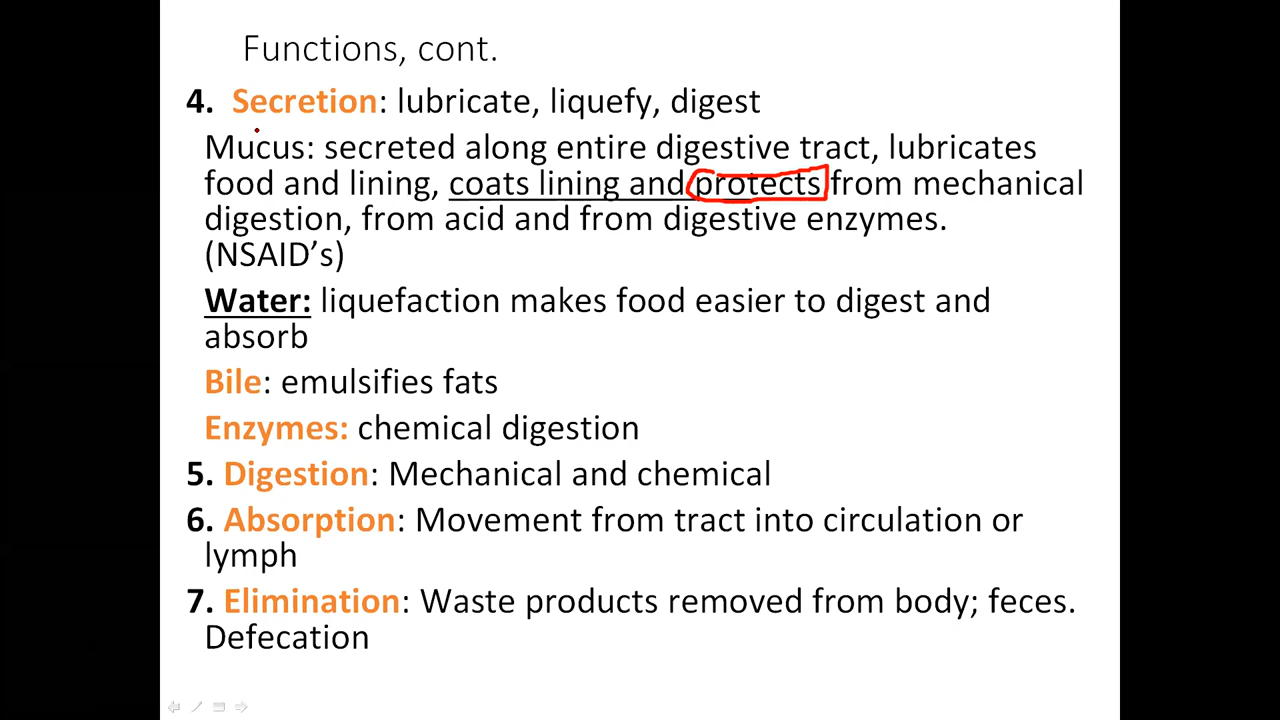 Functions, cont.
4. Secretion: lubricate, liquefy, digest
Mucus: secreted along entire digestive tract, lubricates
food and lining, coats lining and protects from mechanical
digestion, from acid and from digestive enzymes.
(NSAID’s)
Water: liquefaction makes food easier to digest and
absorb
Bile: emulsifies fats
Enzymes: chemical digestion
5. Digestion: Mechanical and chemical
6. Absorption: Movement from tract into circulation or
lymph
7. Elimination: Waste products removed from body; feces.
Defecation